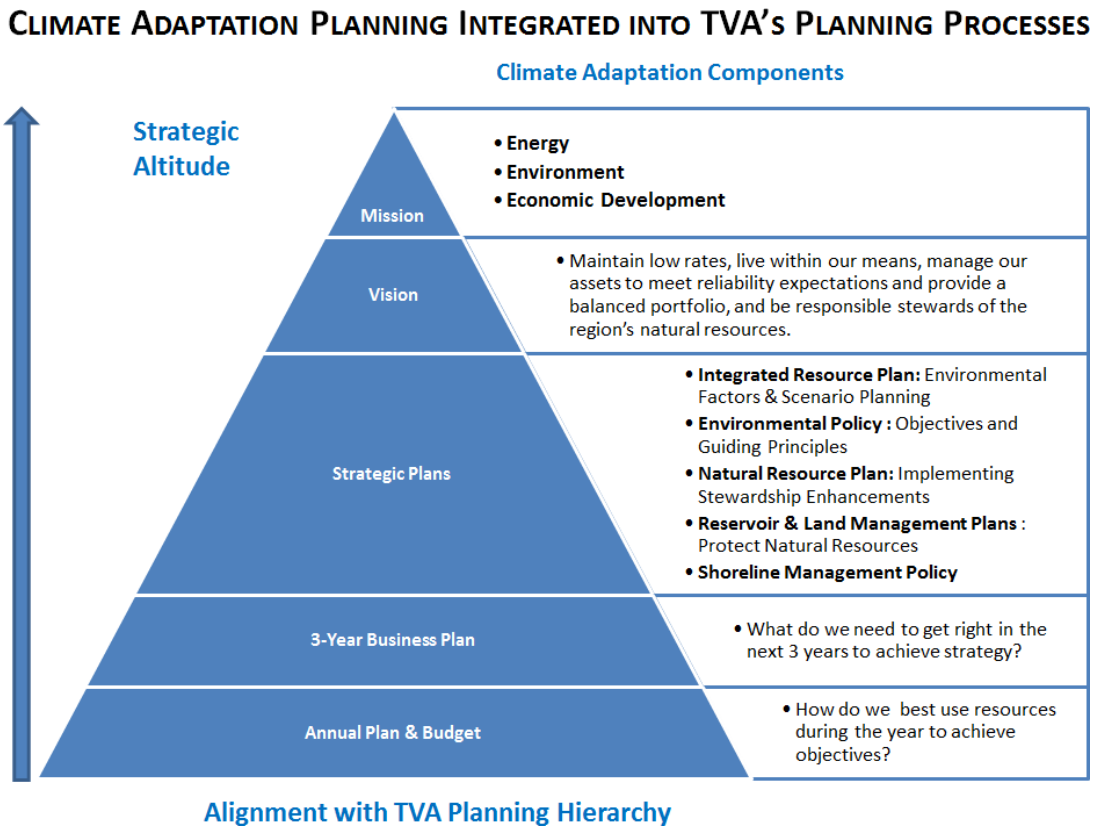 CLIMATE ADAPTATION PLANNING INTEGRATED INTO TVA'S PLANNING PROCESSES
Climate Adaptation Components
Strategic
Altitude
Mission
• Energy
• Environment
• Economic Development
Vision
• Maintain low rates, live within our means, manage our
assets to meet reliability expectations and provide a
balanced portfolio, and be responsible stewards of the
region's natural resources.
Strategic Plans
• Integrated Resource Plan: Environmental
Factors & Scenario Planning
• Environmental Policy : Objectives and
Guiding Principles
• Natural Resource Plan: Implementing
Stewardship Enhancements
• Reservoir & Land Management Plans :
Protect Natural Resources
• Shoreline Management Policy
3-Year Business Plan
• What do we need to get right in the
next 3 years to achieve strategy?
Annual Plan & Budget
• How do we best use resources
during the year to achieve
objectives?
Alignment with TVA Planning Hierarchy